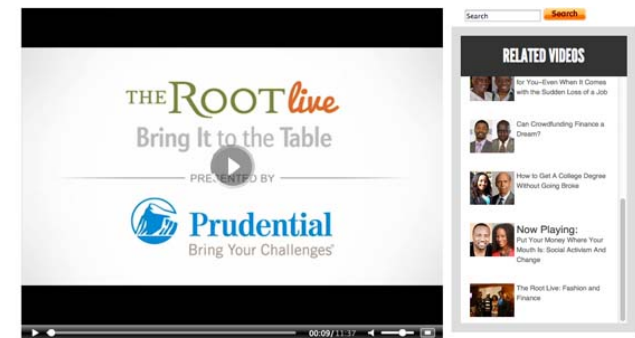 THE ROOT live
Bring It to the Table
PRESENTED BY
Prudential
Bring Your Challenges®
00:09/11:37
Search
Search
RELATED VIDEOS
for You–Even When It Comes
with the Sudden Loss of a Job
Can Crowdfunding Finance a
Dream?
How to Get A College Degree
Without Going Broke
Now Playing:
Put Your Money Where Your
Mouth Is: Social Activism And
Change
The Root Live: Fashion and
Finance